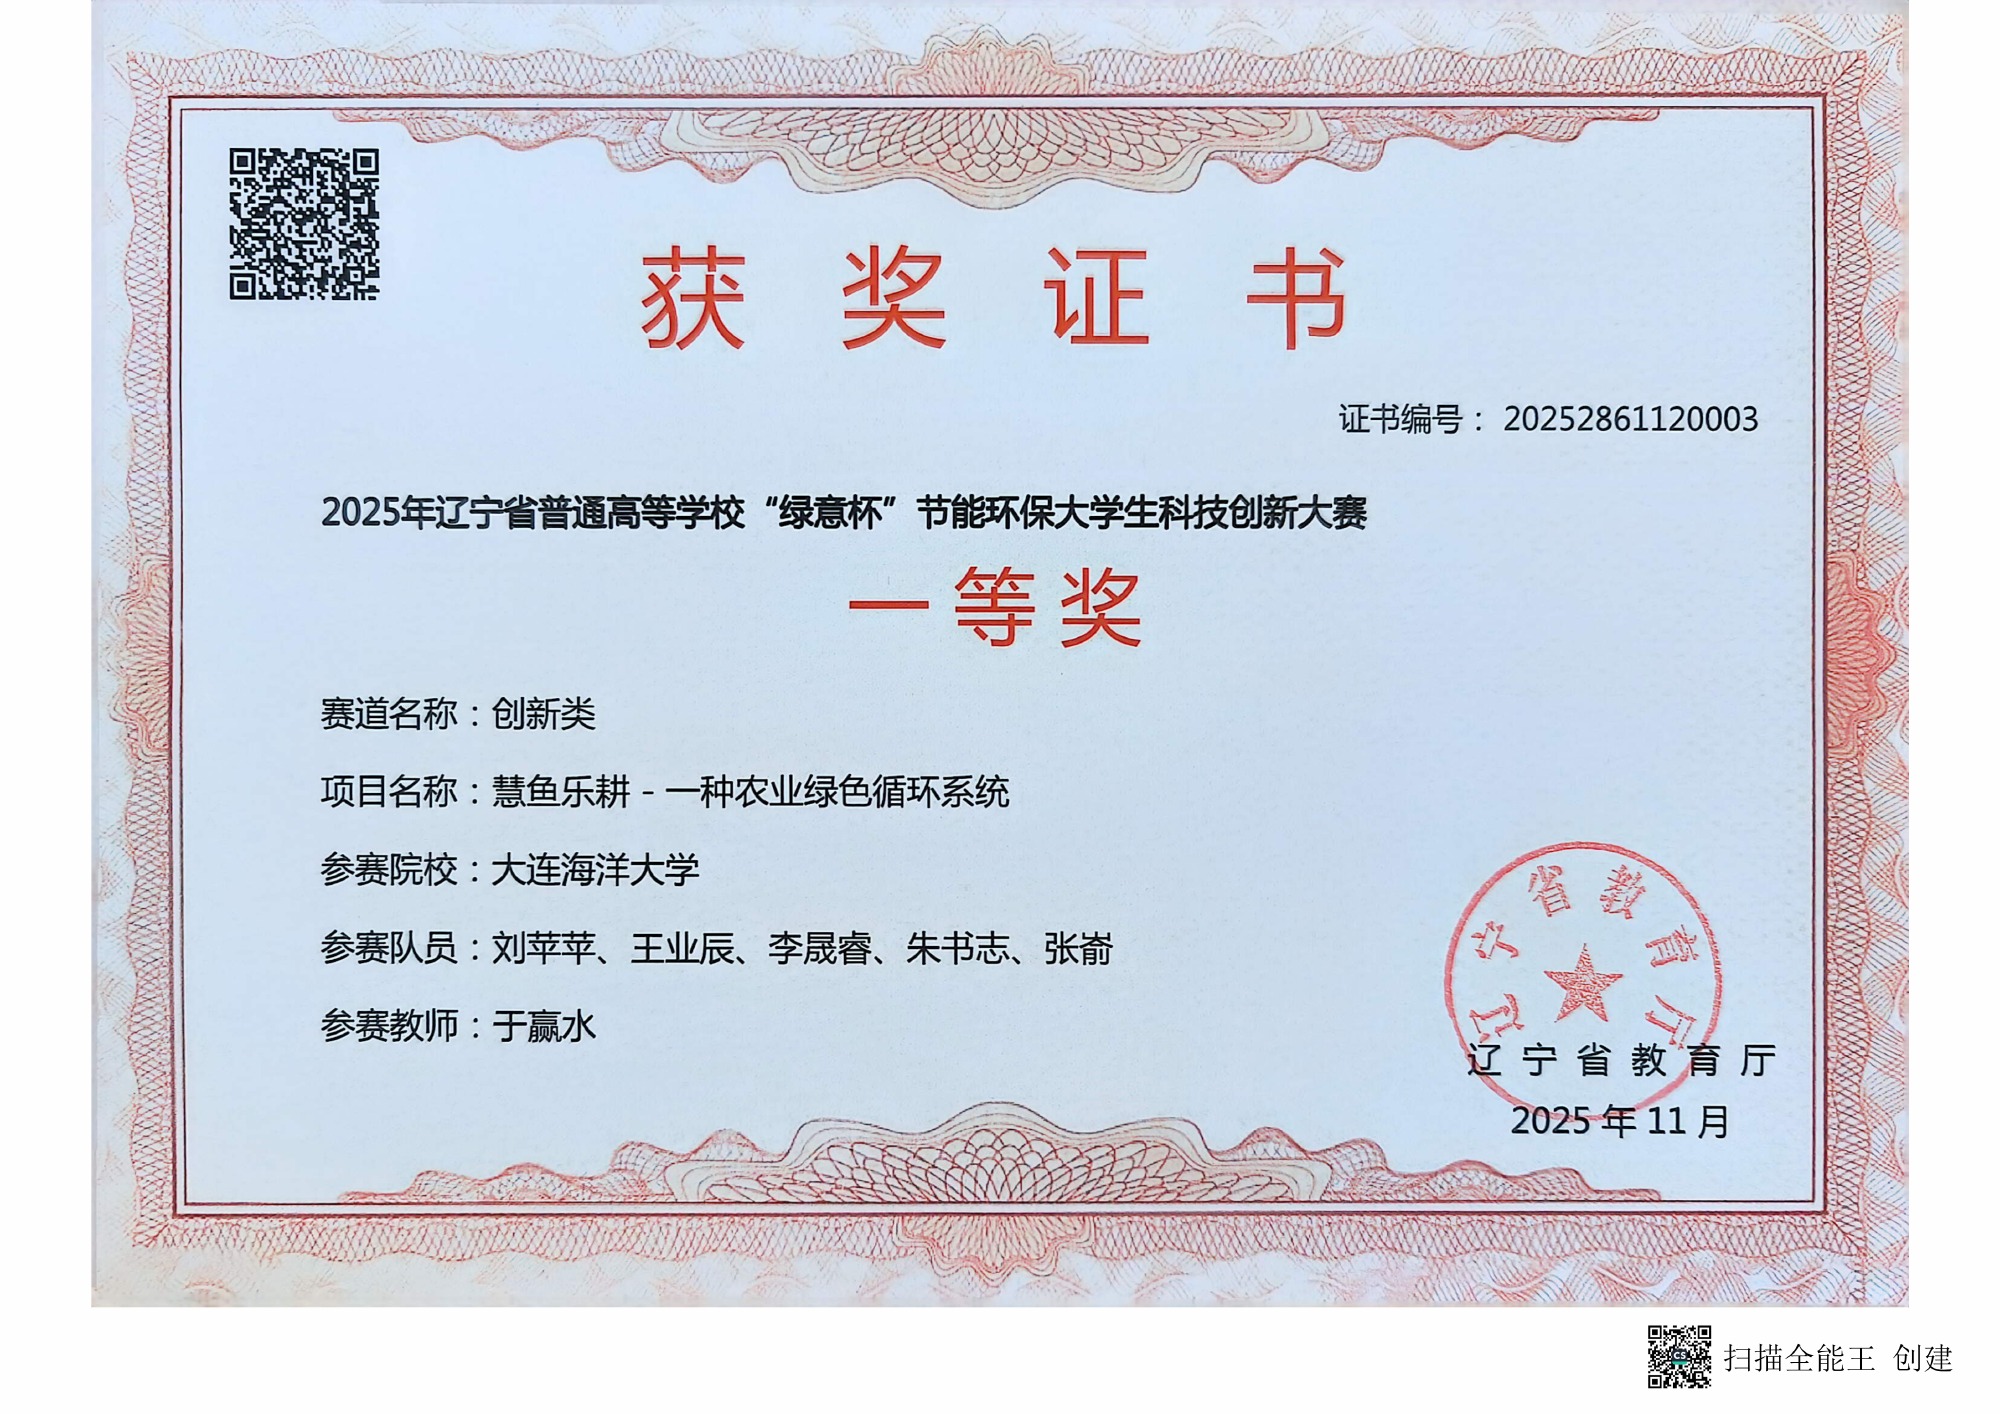 获奖证书
证书编号： 20252861120003
2025年辽宁省普通高等学校“绿意杯”节能环保大学生科技创新大赛
一等奖
赛道名称：创新类
项目名称：慧鱼乐耕 - 一种农业绿色循环系统
参赛院校：大连海洋大学
参赛队员：刘苹苹、王业辰、李晟睿、朱书志、张嵛
参赛教师：于赢水
辽宁省教育厅
辽宁省教育厅
2025 年 11 月
CS
扫描全能王 创建